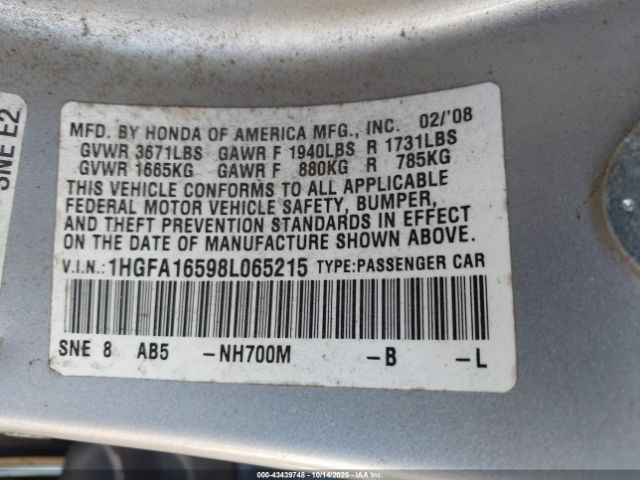 SNE E2
MFD. BY HONDA OF AMERICA MFG., INC. 02/'08
GVWR 3671LBS GAWR F 1940LBS R 1731LBS
GVWR 1665KG GAWR F 880KG R 785KG
THIS VEHICLE CONFORMS TO ALL APPLICABLE
FEDERAL MOTOR VEHICLE SAFETY, BUMPER,
AND THEFT PREVENTION STANDARDS IN EFFECT
ON THE DATE OF MANUFACTURE SHOWN ABOVE.
V.I.N.: 1HGFA16598L065215 TYPE:PASSENGER CAR
SNE 8 AB5 -NH700M -B -L
000-43439748 - 10/14/2025 - IAAI.COM